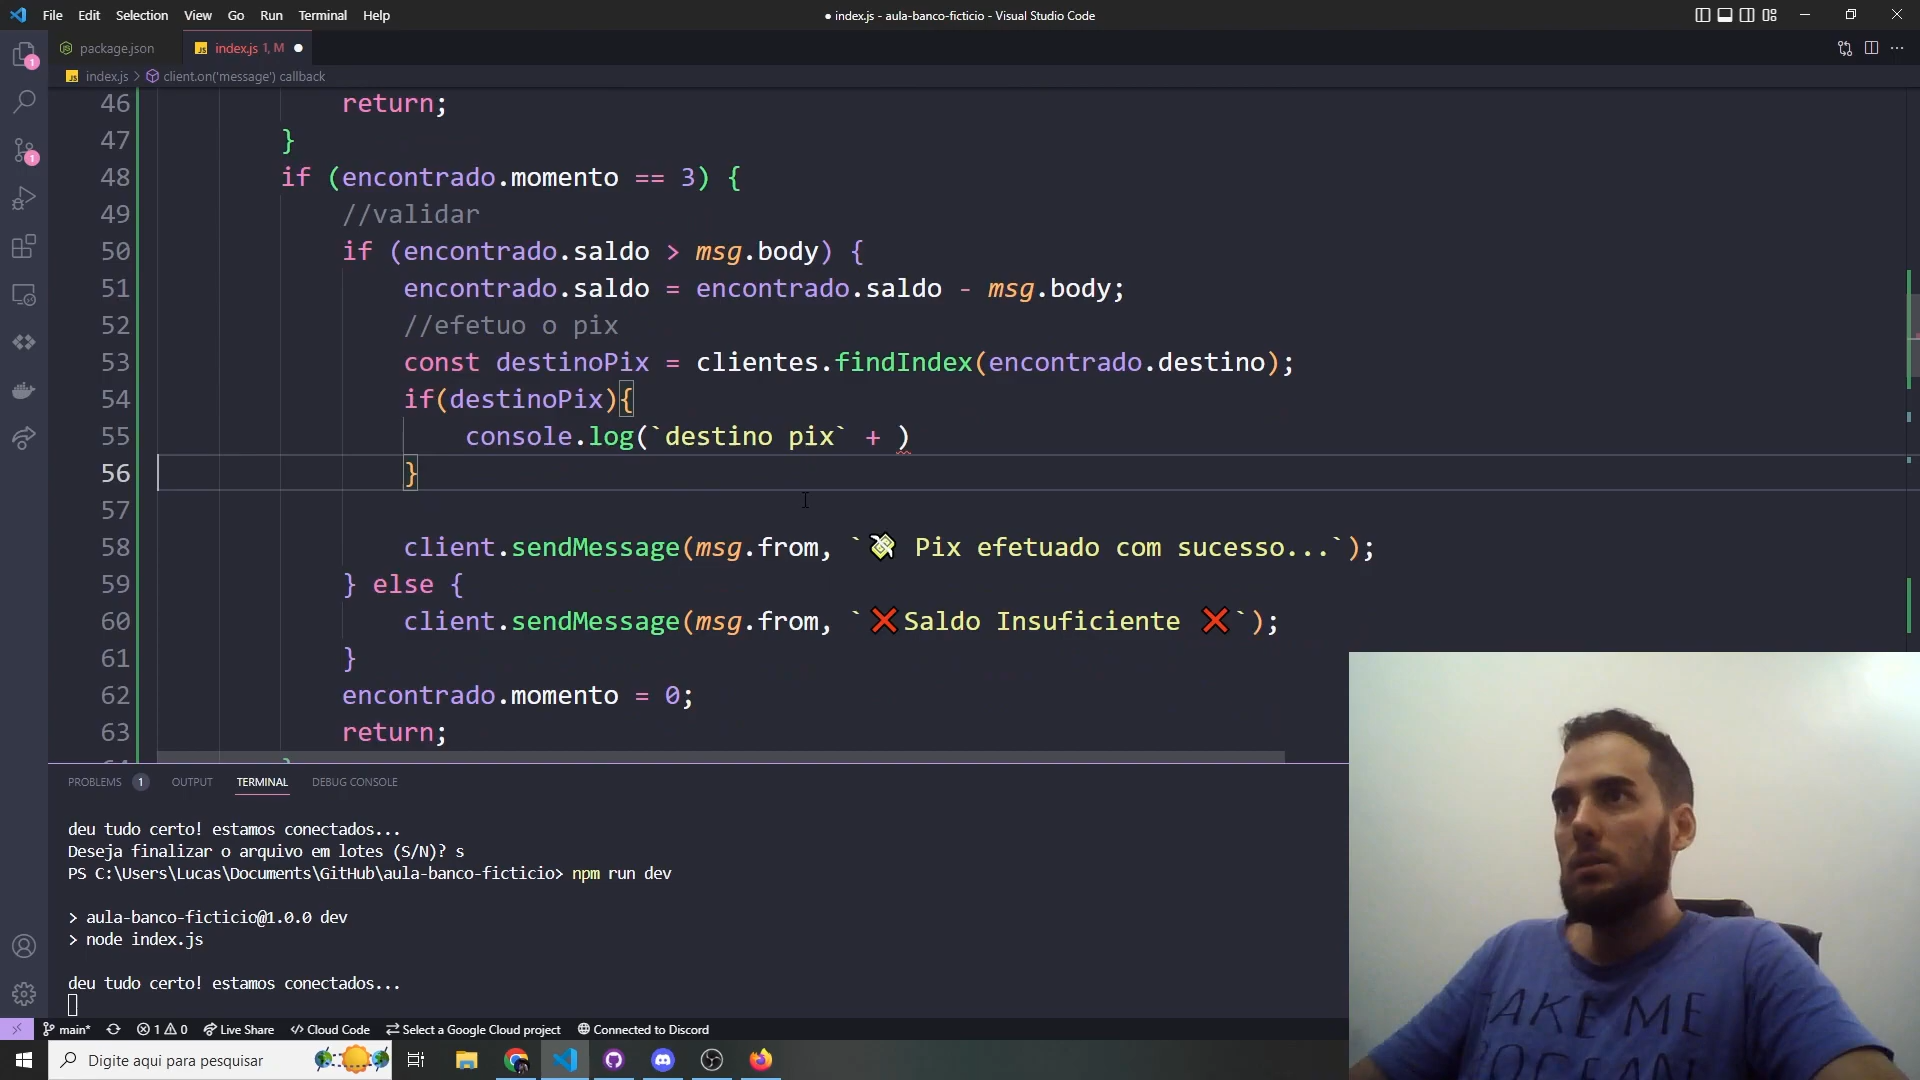 File Edit Selection View Go Run Terminal Help
● index.js - aula-banco-ficticio - Visual Studio Code
package.json
index.js 1, M ●
index.js > client.on('message') callback
46 return;
47 }
48 if (encontrado.momento == 3) {
49 //validar
50 if (encontrado.saldo > msg.body) {
51 encontrado.saldo = encontrado.saldo - msg.body;
52 //efetuo o pix
53 const destinoPix = clientes.findIndex(encontrado.destino);
54 if(destinoPix){
55 console.log(`destino pix` + )
56 }
57
58 client.sendMessage(msg.from, `💸 Pix efetuado com sucesso...`);
59 } else {
60 client.sendMessage(msg.from, `❌Saldo Insuficiente ❌`);
61 }
62 encontrado.momento = 0;
63 return;
PROBLEMS 1 OUTPUT TERMINAL DEBUG CONSOLE
deu tudo certo! estamos conectados...
Deseja finalizar o arquivo em lotes (S/N)? s
PS C:\Users\Lucas\Documents\GitHub\aula-banco-ficticio> npm run dev
> aula-banco-ficticio@1.0.0 dev
> node index.js
deu tudo certo! estamos conectados...
TAKE ME
main* 1 0 Live Share Cloud Code Select a Google Cloud project Connected to Discord
Digite aqui para pesquisar